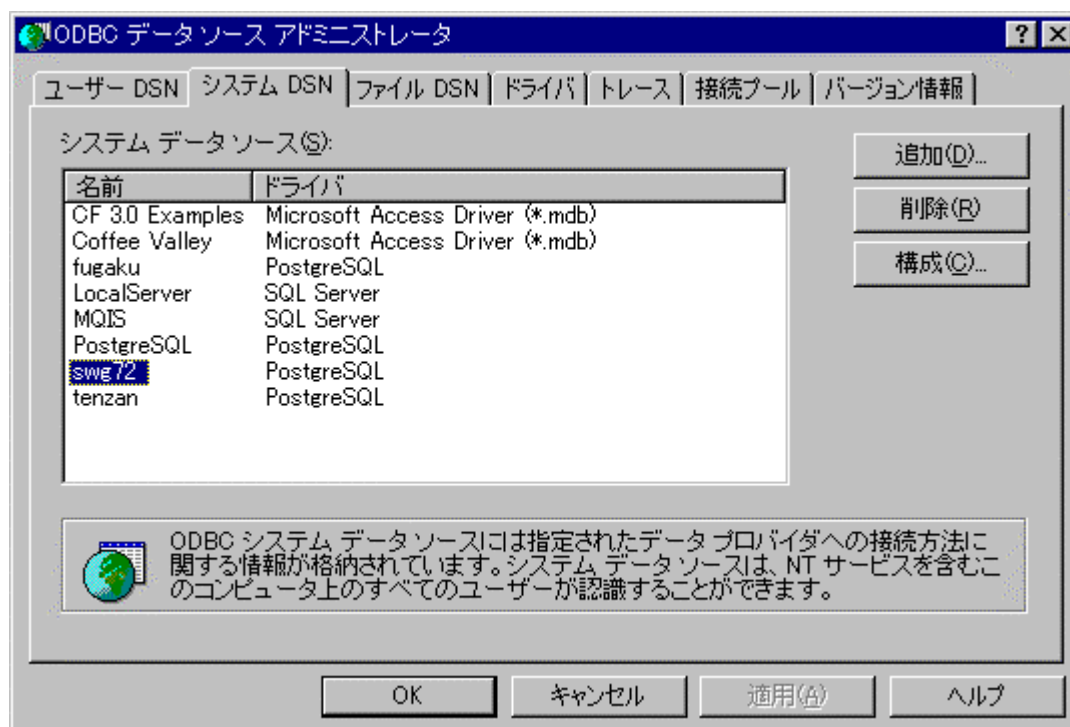 ODBC データ ソース アドミニストレータ
ユーザー DSN システム DSN ファイル DSN ドライバ トレース 接続プール バージョン情報
システム データ ソース(S):
追加(D)...
名前 ドライバ
CF 3.0 Examples Microsoft Access Driver (*.mdb)
削除(R)
Coffee Valley Microsoft Access Driver (*.mdb)
fugaku PostgreSQL
構成(C)...
LocalServer SQL Server
MQIS SQL Server
PostgreSQL PostgreSQL
swg72 PostgreSQL
tenzan PostgreSQL
ODBC システム データ ソースには指定されたデータ プロバイダへの接続方法に
関する情報が格納されています。システム データ ソースは、NT サービスを含むこ
のコンピュータ上のすべてのユーザーが認識することができます。
OK キャンセル 適用(A) ヘルプ